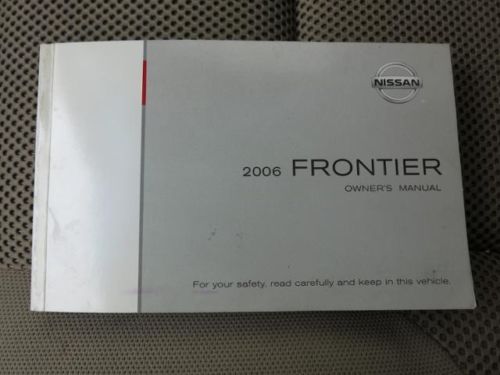 NISSAN
2006 FRONTIER
OWNER'S MANUAL
For your safety, read carefully and keep in this vehicle.